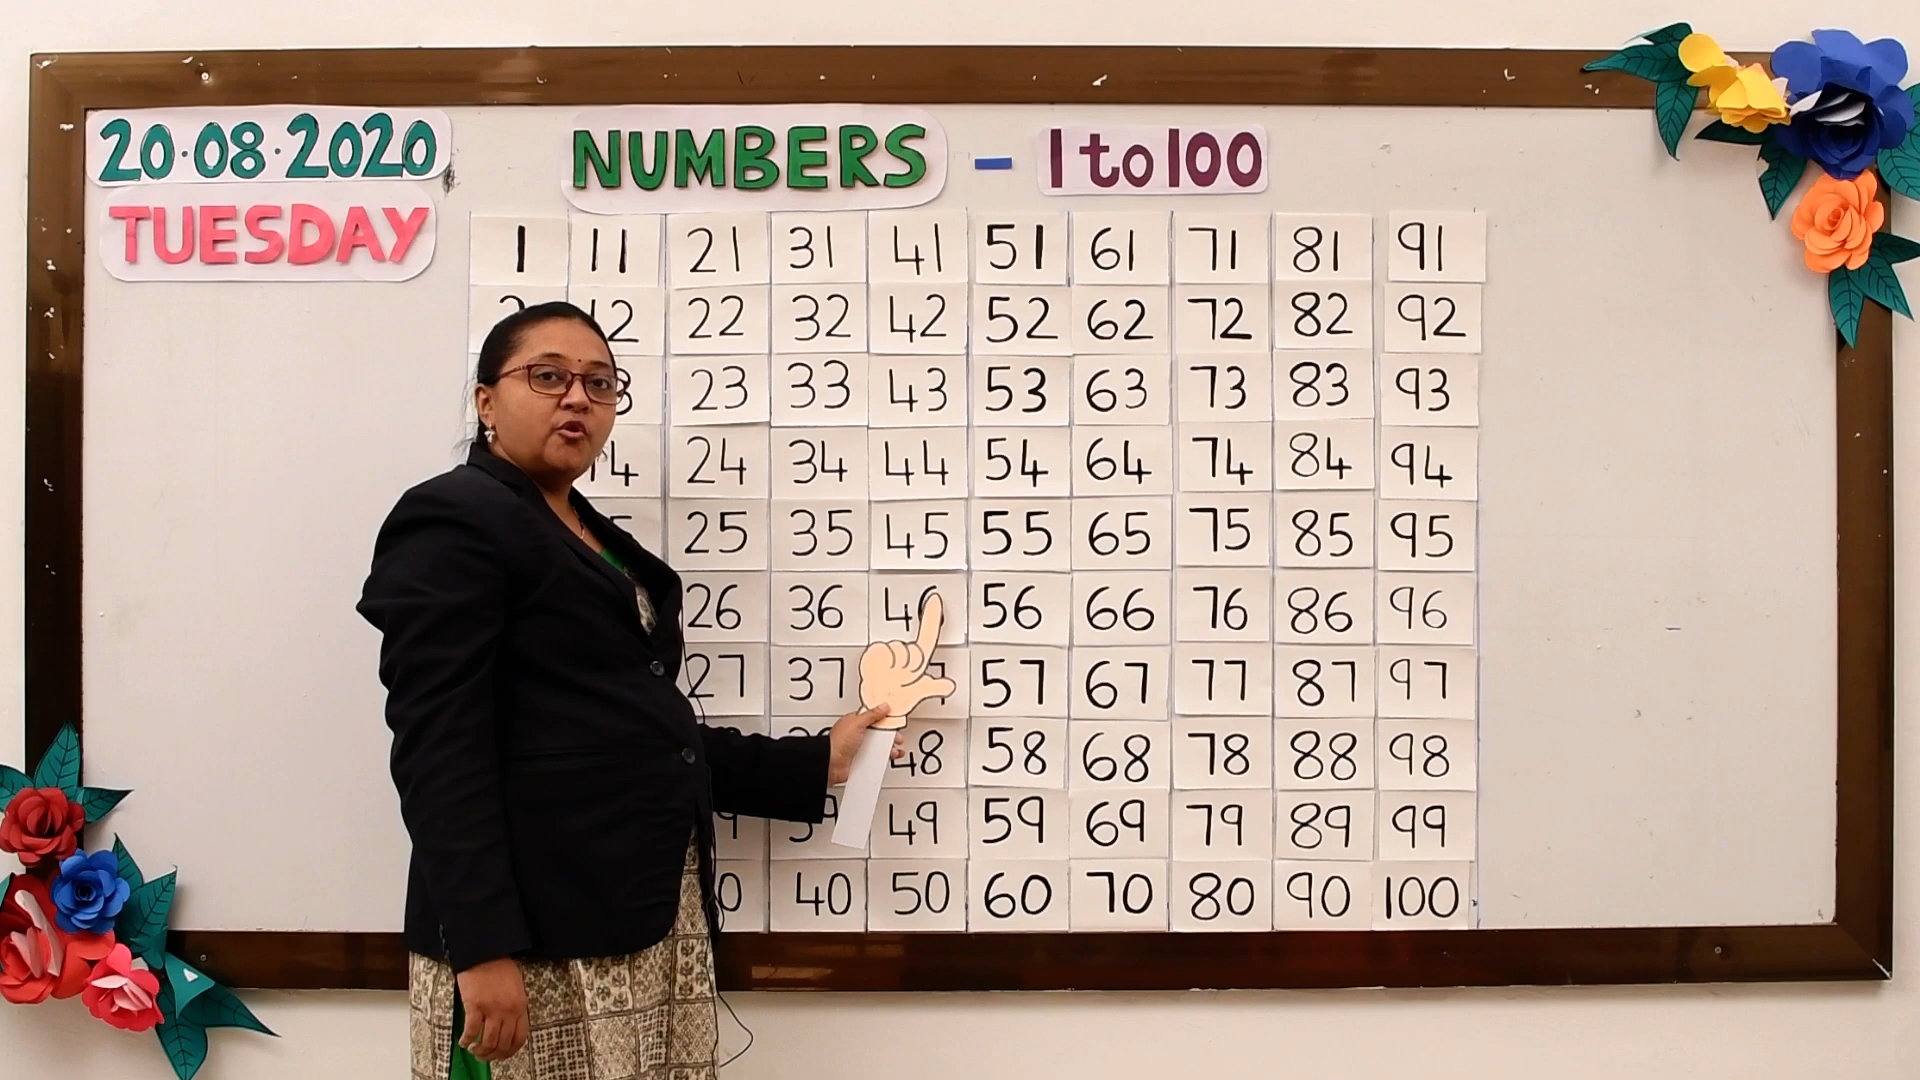 20.08.2020 NUMBERS - 1 to 100
TUESDAY
1 11 21 31 41 51 61 71 81 91
22 32 42 52 62 72 82 92
23 33 43 53 63 73 83 93
24 34 44 54 64 74 84 94
25 35 45 55 65 75 85 95
26 36 46 56 66 76 86 96
27 37 57 67 77 87 97
48 58 68 78 88 98
49 59 69 79 89 99
40 50 60 70 80 90 100